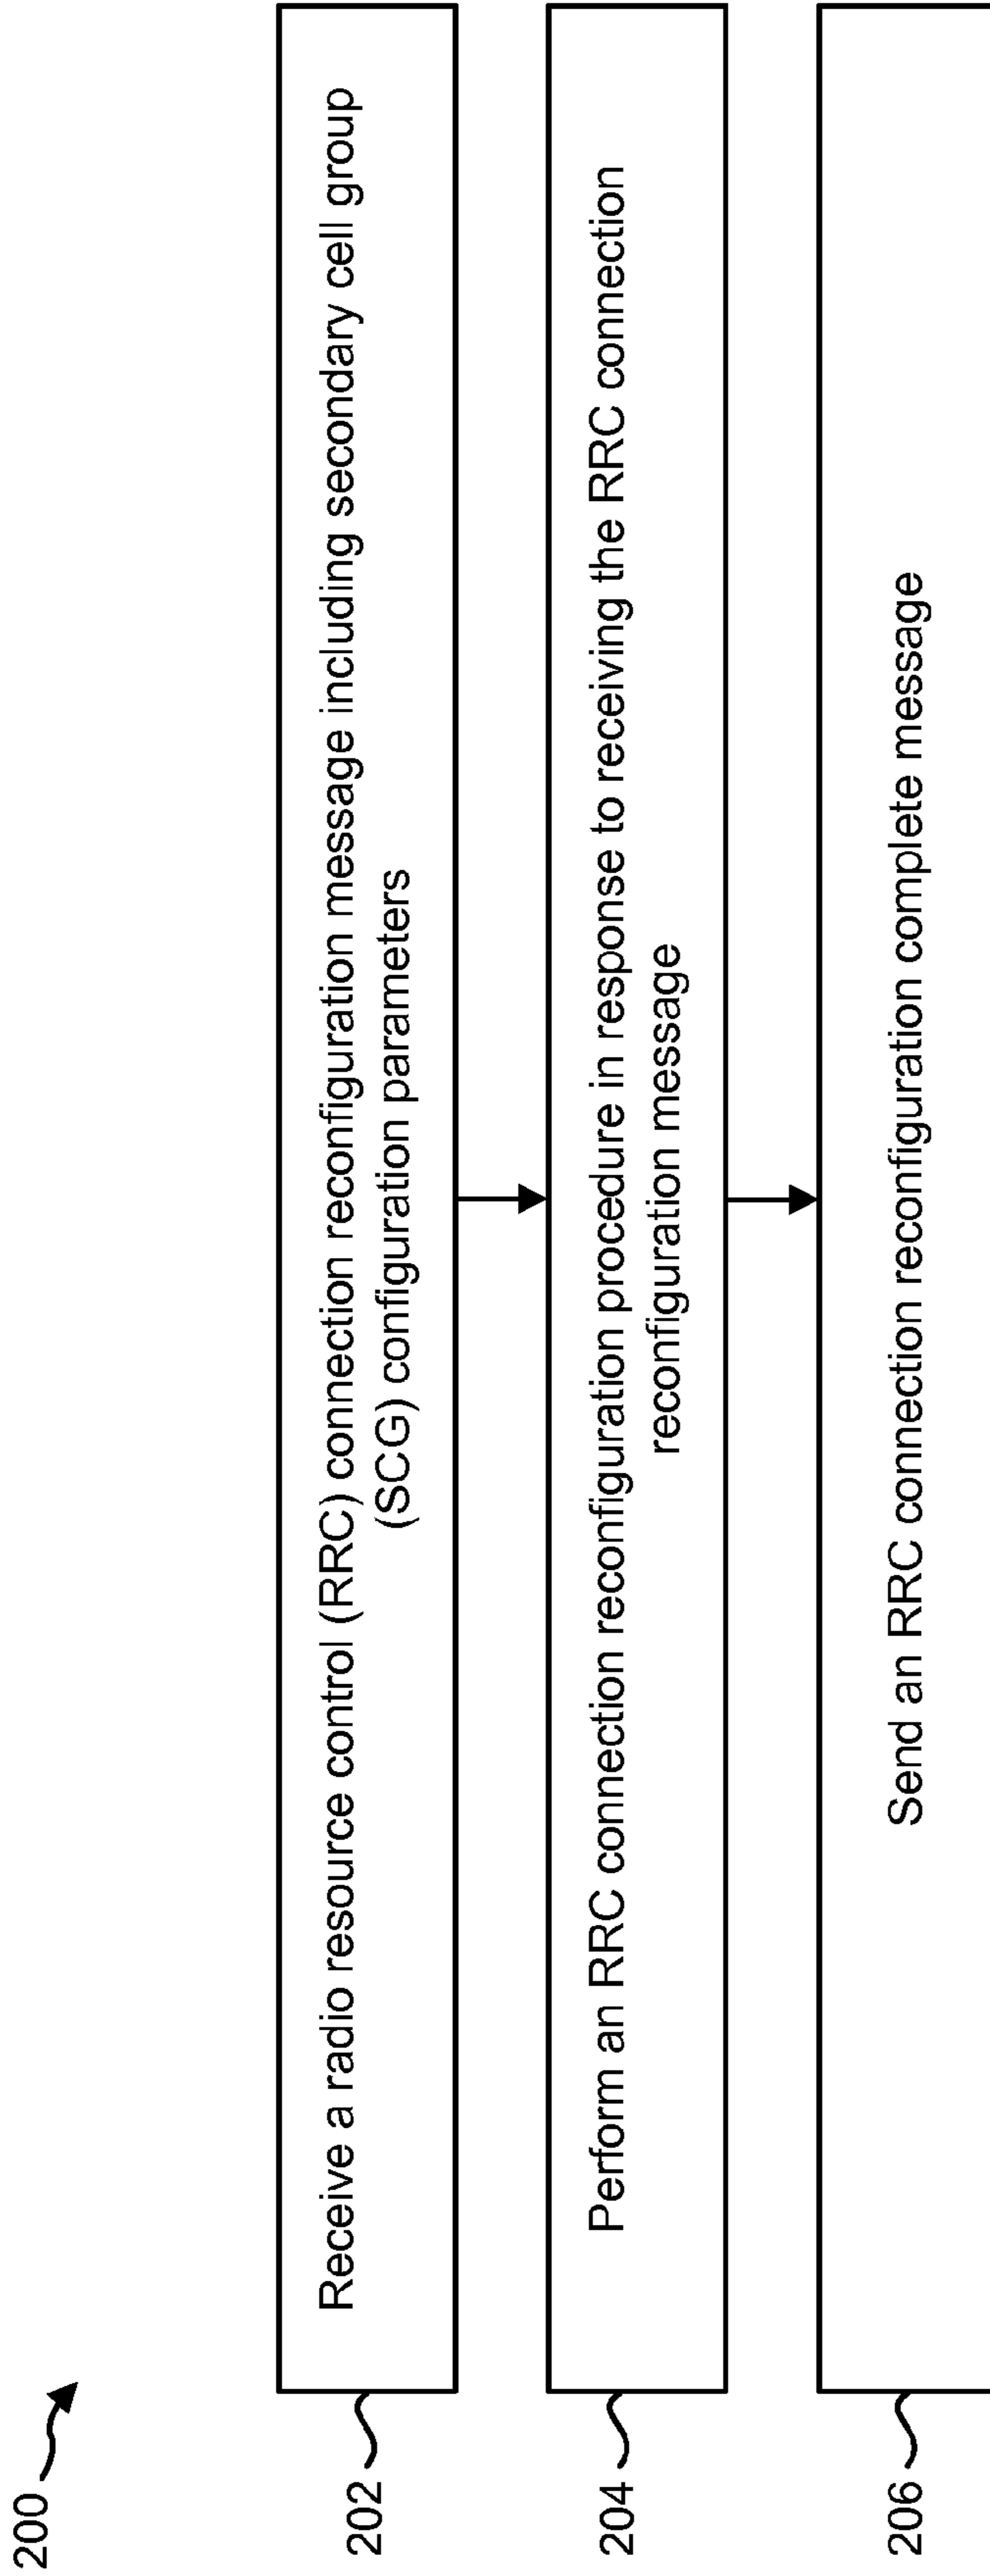 200
202
Receive a radio resource control (RRC) connection reconfiguration message including secondary cell group
(SCG) configuration parameters
204
Perform an RRC connection reconfiguration procedure in response to receiving the RRC connection
reconfiguration message
206
Send an RRC connection reconfiguration complete message